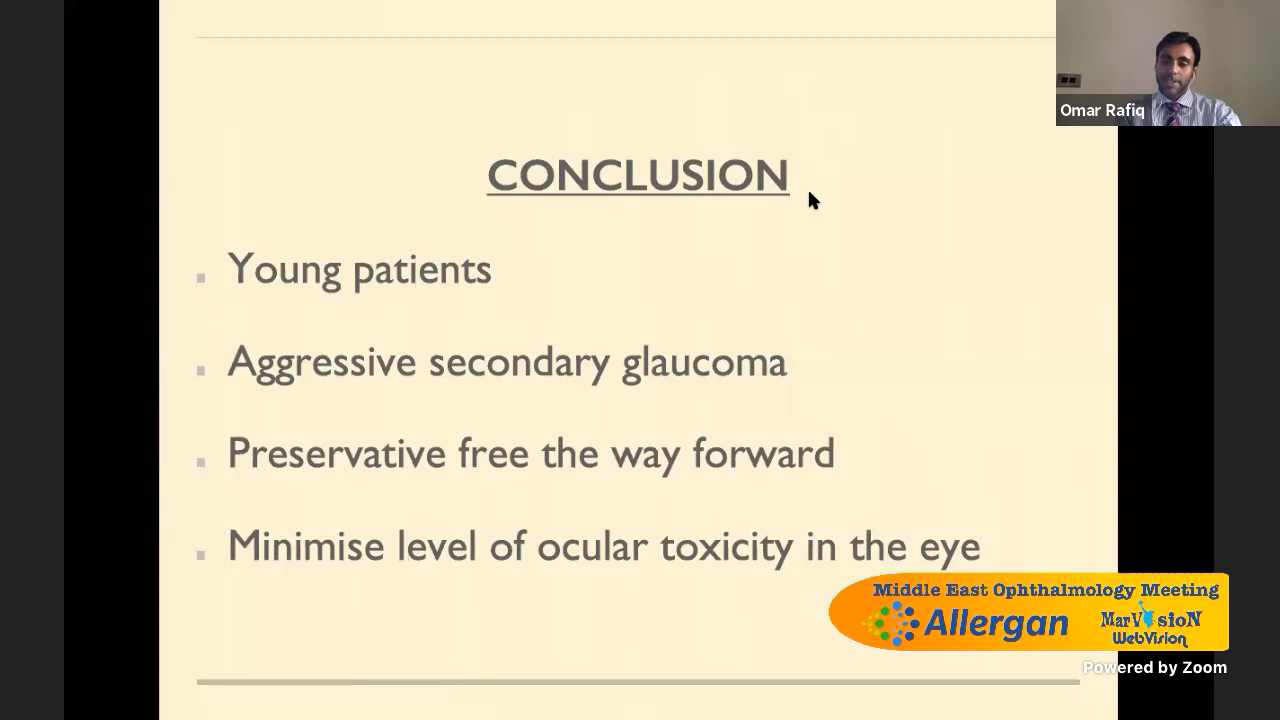 Omar Rafiq
CONCLUSION
Young patients
Aggressive secondary glaucoma
Preservative free the way forward
Minimise level of ocular toxicity in the eye
Middle East Ophthalmology Meeting
Allergan
MarVision
WebVision
Powered by Zoom